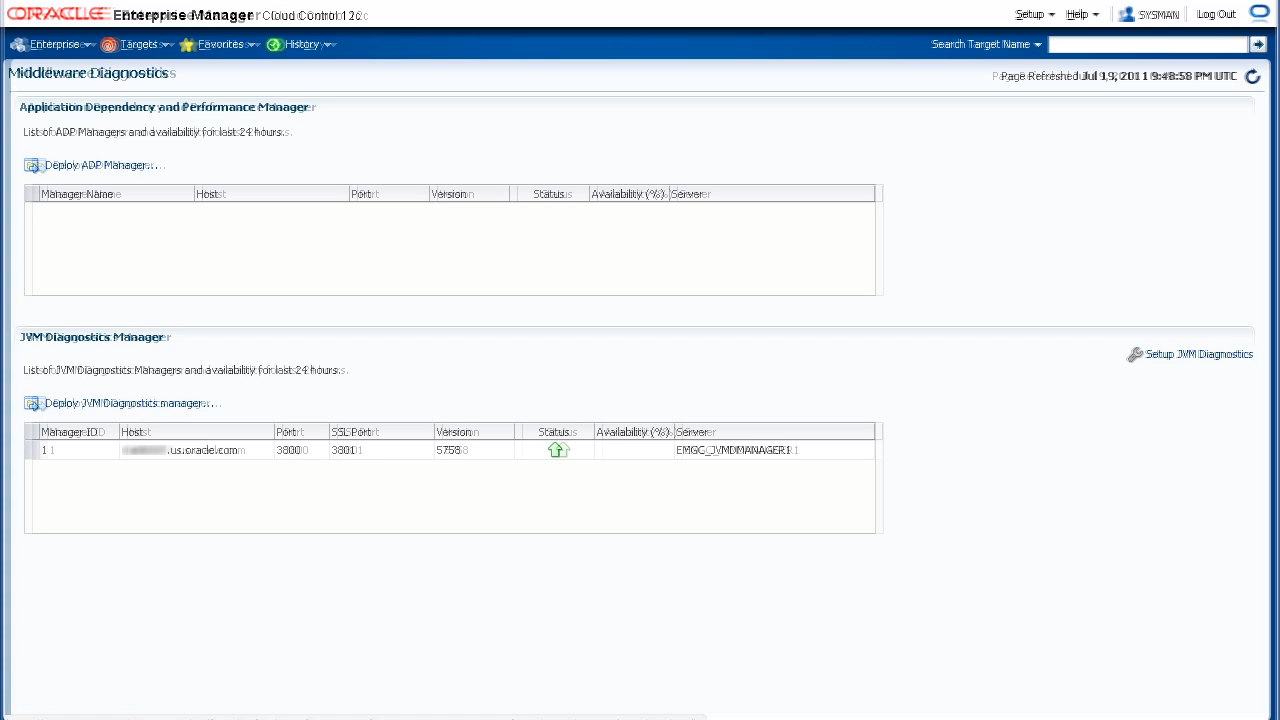 ORACLE Enterprise Manager Cloud Control 12c Setup Help SYSMAN Log Out
Enterprise Targets Favorites History Search Target Name
Middleware Diagnostics
Page Refreshed Jul 19, 2011 9:48:58 PM UTC
Application Dependency and Performance Manager
List of ADP Managers and availability for last 24 hours.
Deploy ADP Manager...
Manager Name Host Port Version Status Availability (%) Server
JVM Diagnostics Manager
Setup JVM Diagnostics
List of JVM Diagnostics Managers and availability for last 24 hours.
Deploy JVM Diagnostics manager...
Manager ID Host Port SSL Port Version Status Availability (%) Server
1 .us.oracle.com 3800 3801 5758 EMGC_JVMDMANAGER1